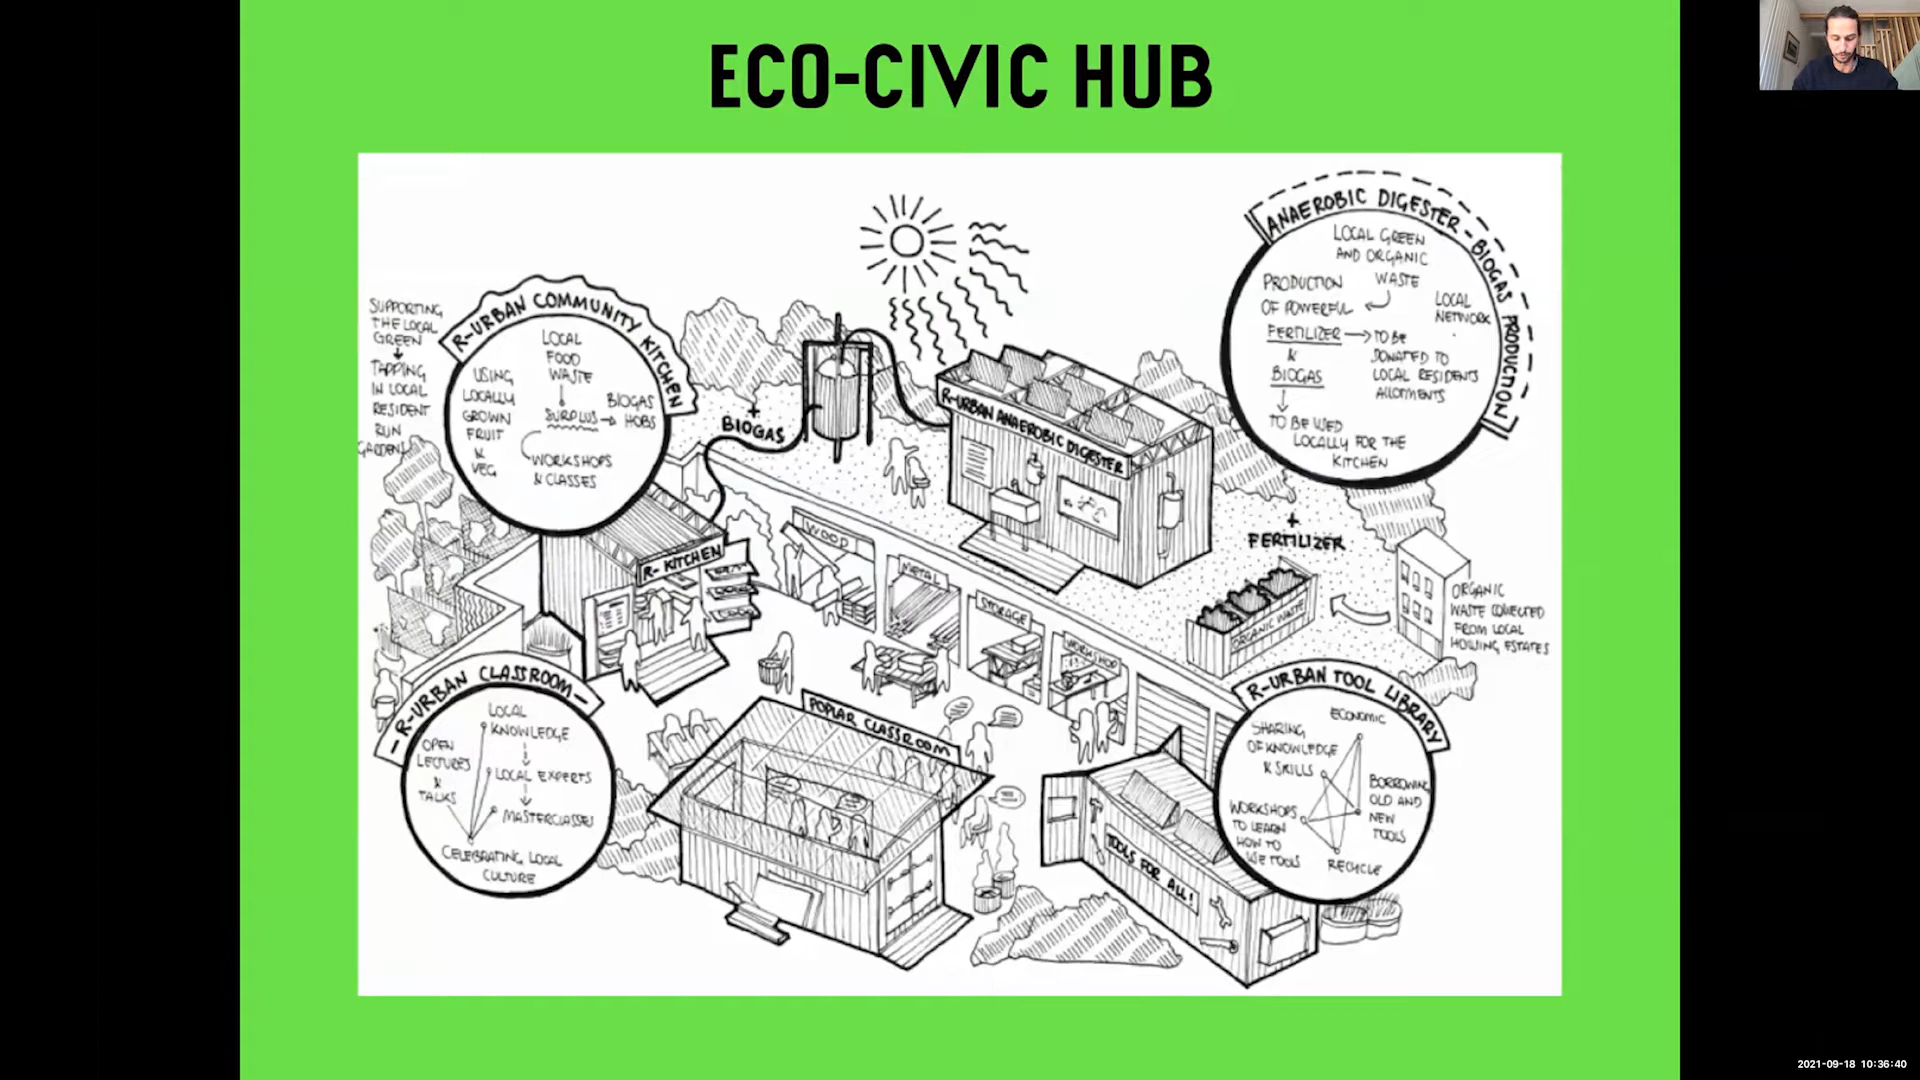 ECO-CIVIC HUB
ANAEROBIC DIGESTER - BIOGAS PRODUCTION
LOCAL GREEN
AND ORGANIC
WASTE
PRODUCTION
OF POWERFUL
FERTILIZER
&
BIOGAS
TO BE
DONATED TO
LOCAL RESIDENTS
ALLOTMENTS
LOCAL
NETWORK
TO BE USED
LOCALLY FOR THE
KITCHEN
R-URBAN COMMUNITY KITCHEN
SUPPORTING
THE LOCAL
GREEN
TAPPING
IN LOCAL
RESIDENT
RUN
GARDENS
LOCAL
FOOD
WASTE
SURPLUS
BIOGAS
HOBS
USING
LOCALLY
GROWN
FRUIT
&
VEG
WORKSHOPS
& CLASSES
+
BIOGAS
R-URBAN ANAEROBIC DIGESTER
+
FERTILIZER
ORGANIC WASTE
ORGANIC
WASTE COLLECTED
FROM LOCAL
HOUSING ESTATES
R-KITCHEN
WOOD
METAL
STORAGE
WORKSHOP
- R-URBAN CLASSROOM -
LOCAL
KNOWLEDGE
LOCAL EXPERTS
MASTERCLASSES
OPEN
LECTURES
&
TALKS
CELEBRATING LOCAL
CULTURE
POPLAR CLASSROOM
TOOLS FOR ALL!
R-URBAN TOOL LIBRARY
ECONOMIC
SHARING
OF KNOWLEDGE
& SKILLS
BORROWING
OLD AND
NEW
TOOLS
WORKSHOPS
TO LEARN
HOW TO
USE TOOLS
RECYCLE
2021-09-18 10:36:40